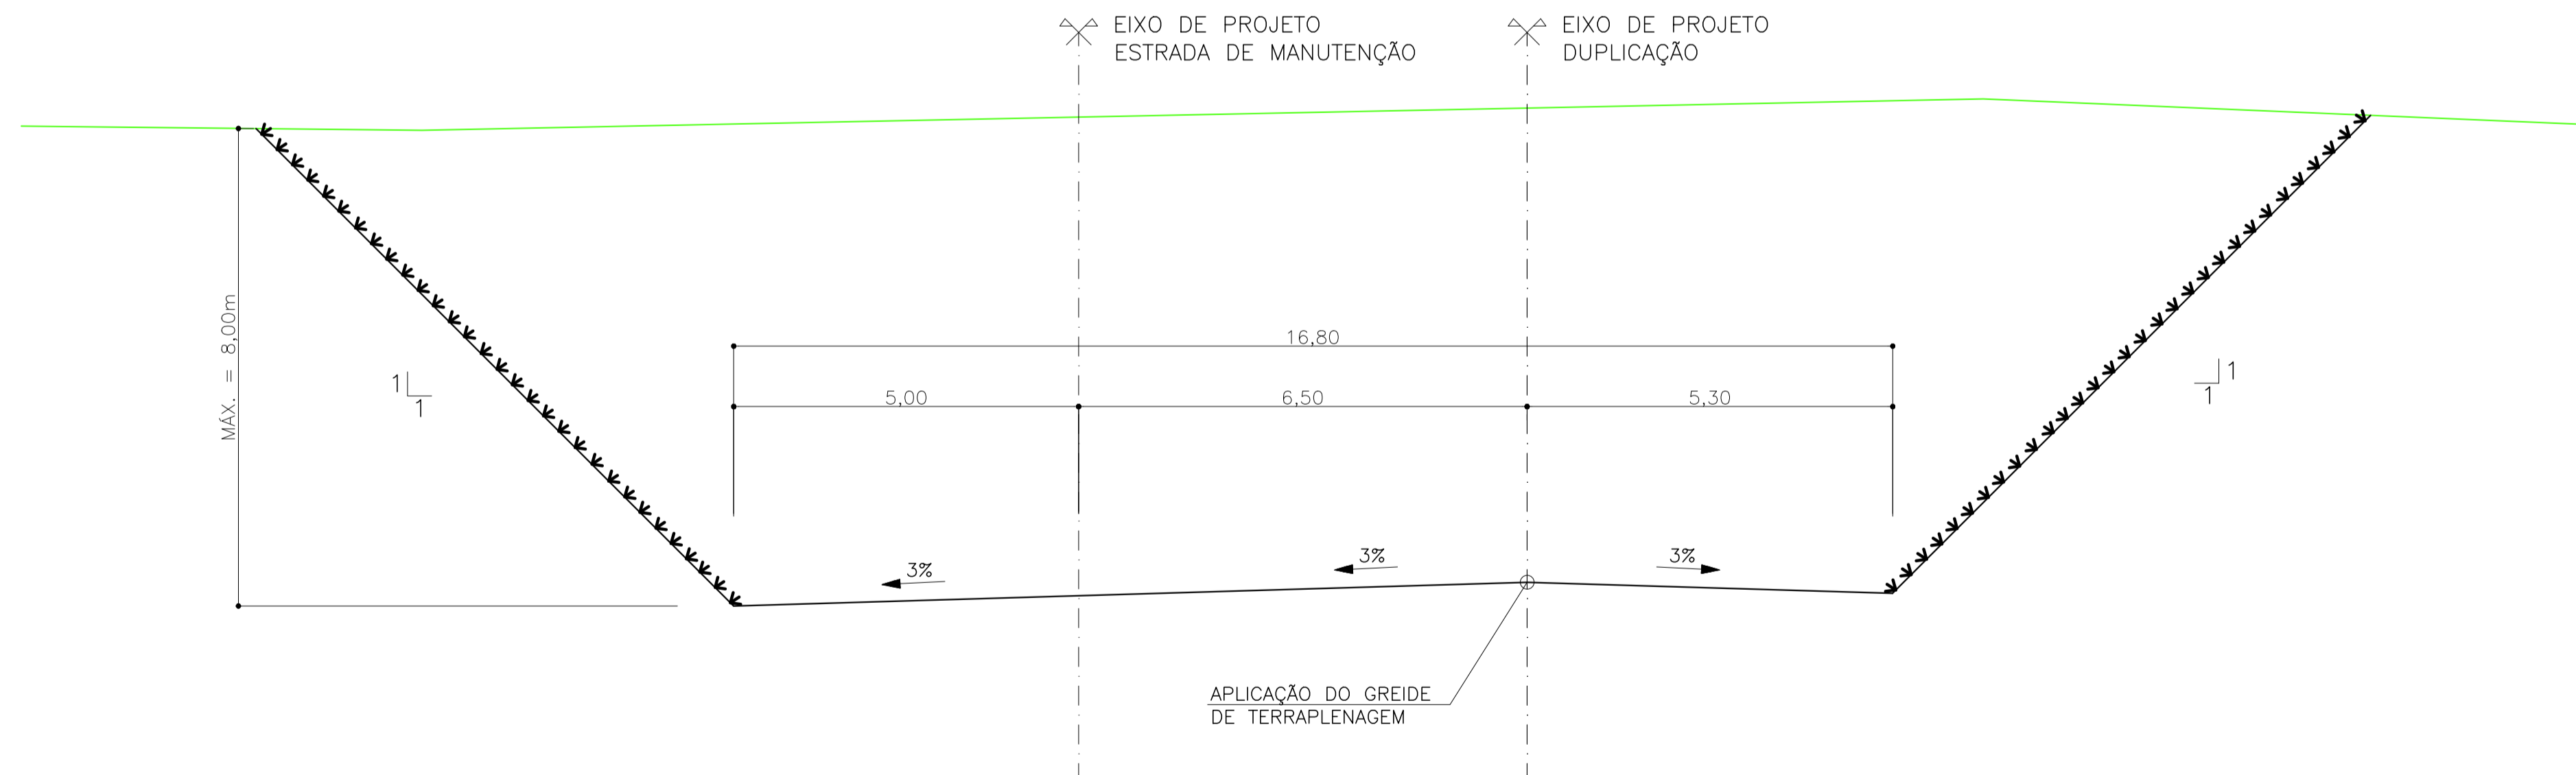 EIXO DE PROJETO
ESTRADA DE MANUTENÇÃO
EIXO DE PROJETO
DUPLICAÇÃO
MÁX. = 8,00m
16,80
5,00
6,50
5,30
1
1
1
1
3%
3%
3%
APLICAÇÃO DO GREIDE
DE TERRAPLENAGEM